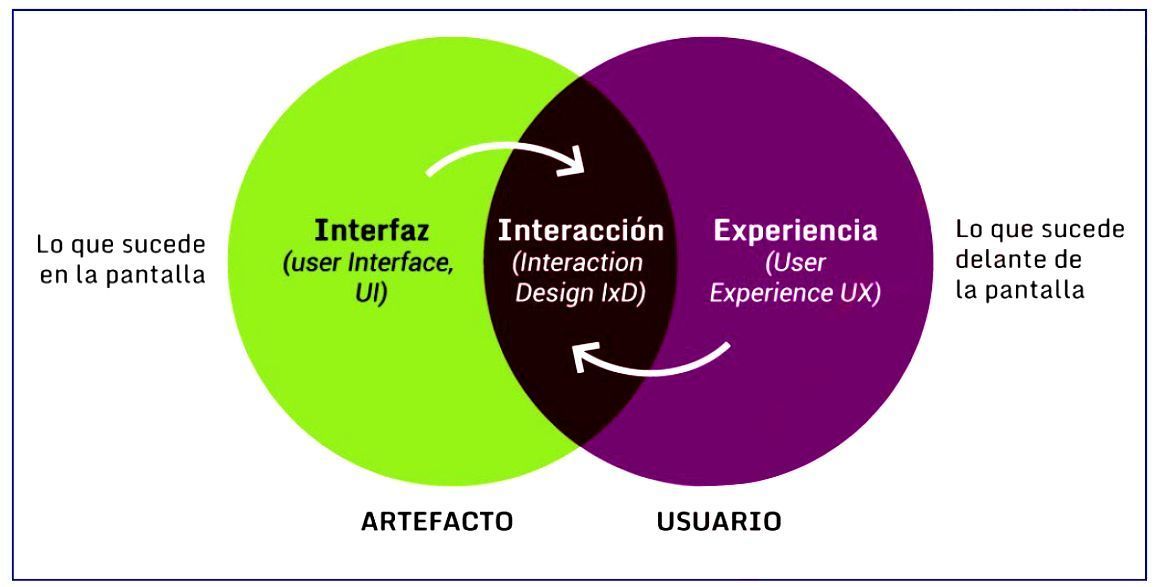 Lo que sucede
en la pantalla
Interfaz
(user Interface,
UI)
Interacción
(Interaction
Design IxD)
Experiencia
(User
Experience UX)
Lo que sucede
delante de
la pantalla
ARTEFACTO
USUARIO